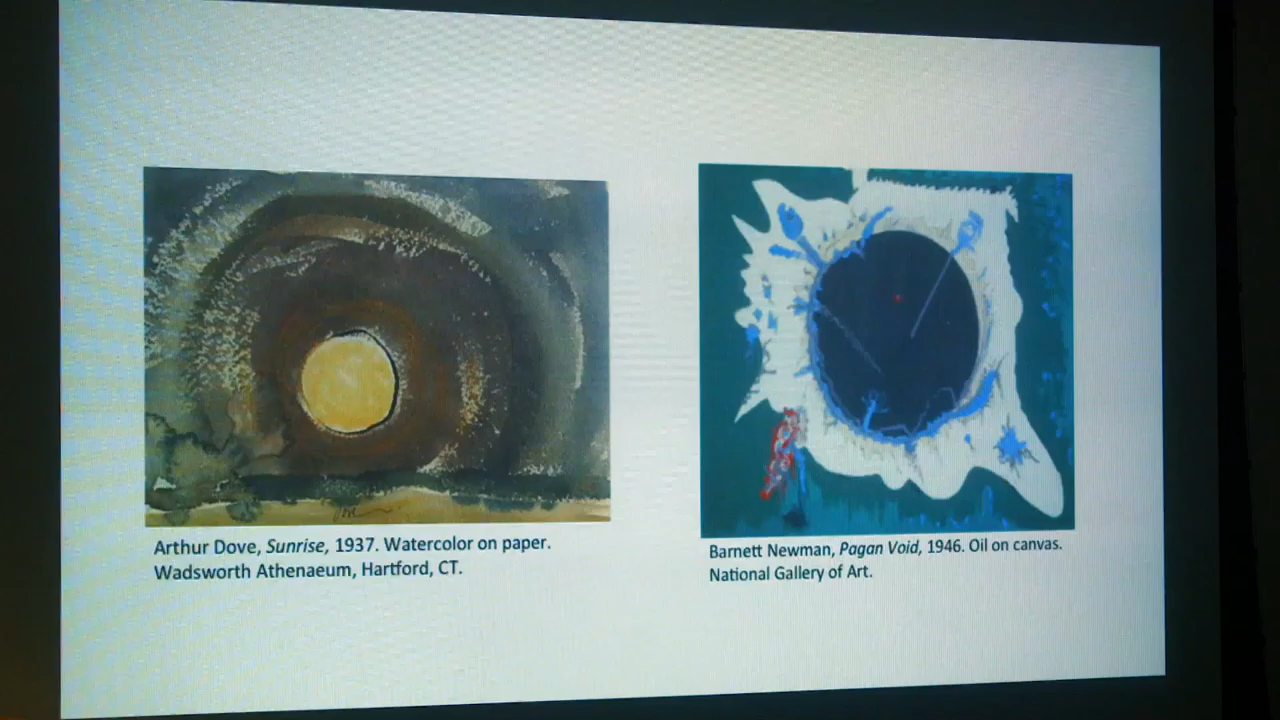 Arthur Dove, Sunrise, 1937. Watercolor on paper.
Wadsworth Athenaeum, Hartford, CT.
Barnett Newman, Pagan Void, 1946. Oil on canvas.
National Gallery of Art.